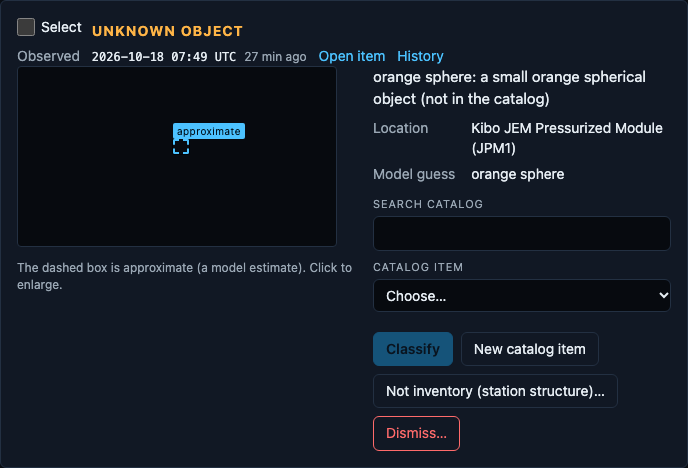 Select UNKNOWN OBJECT
Observed 2026-10-18 07:49 UTC 27 min ago Open item History
approximate
The dashed box is approximate (a model estimate). Click to
enlarge.
orange sphere: a small orange spherical
object (not in the catalog)
Location Kibo JEM Pressurized Module
(JPM1)
Model guess orange sphere
SEARCH CATALOG
CATALOG ITEM
Choose...
Classify New catalog item
Not inventory (station structure)...
Dismiss...